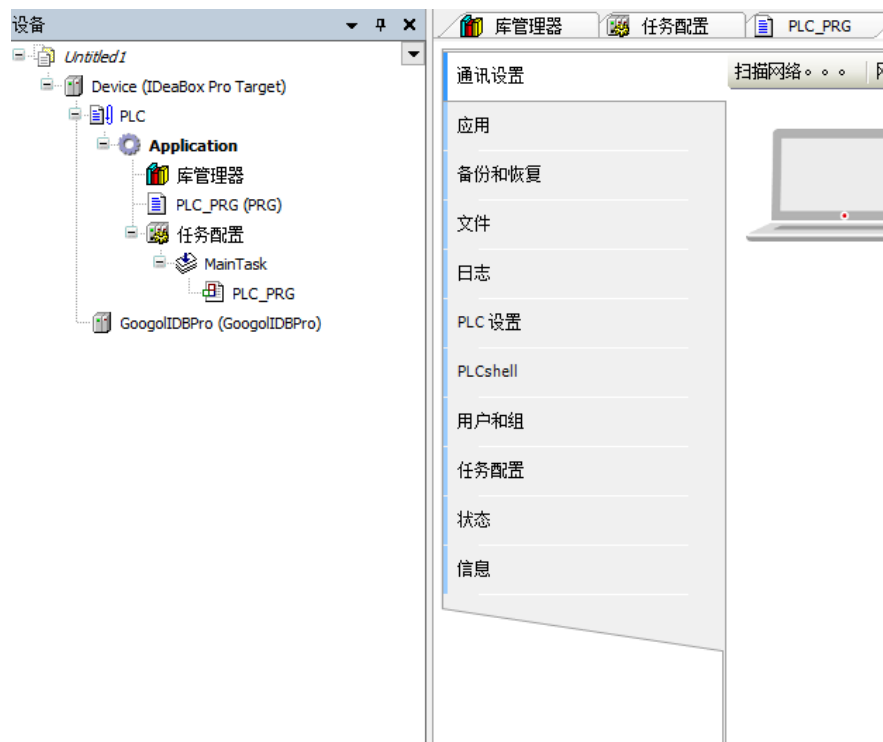 设备
Untitled1
Device (IDeaBox Pro Target)
PLC
Application
库管理器
PLC_PRG (PRG)
任务配置
MainTask
PLC_PRG
GoogolIDBPro (GoogolIDBPro)
库管理器
任务配置
PLC_PRG
通讯设置
应用
备份和恢复
文件
日志
PLC 设置
PLCshell
用户和组
任务配置
状态
信息
扫描网络。。。